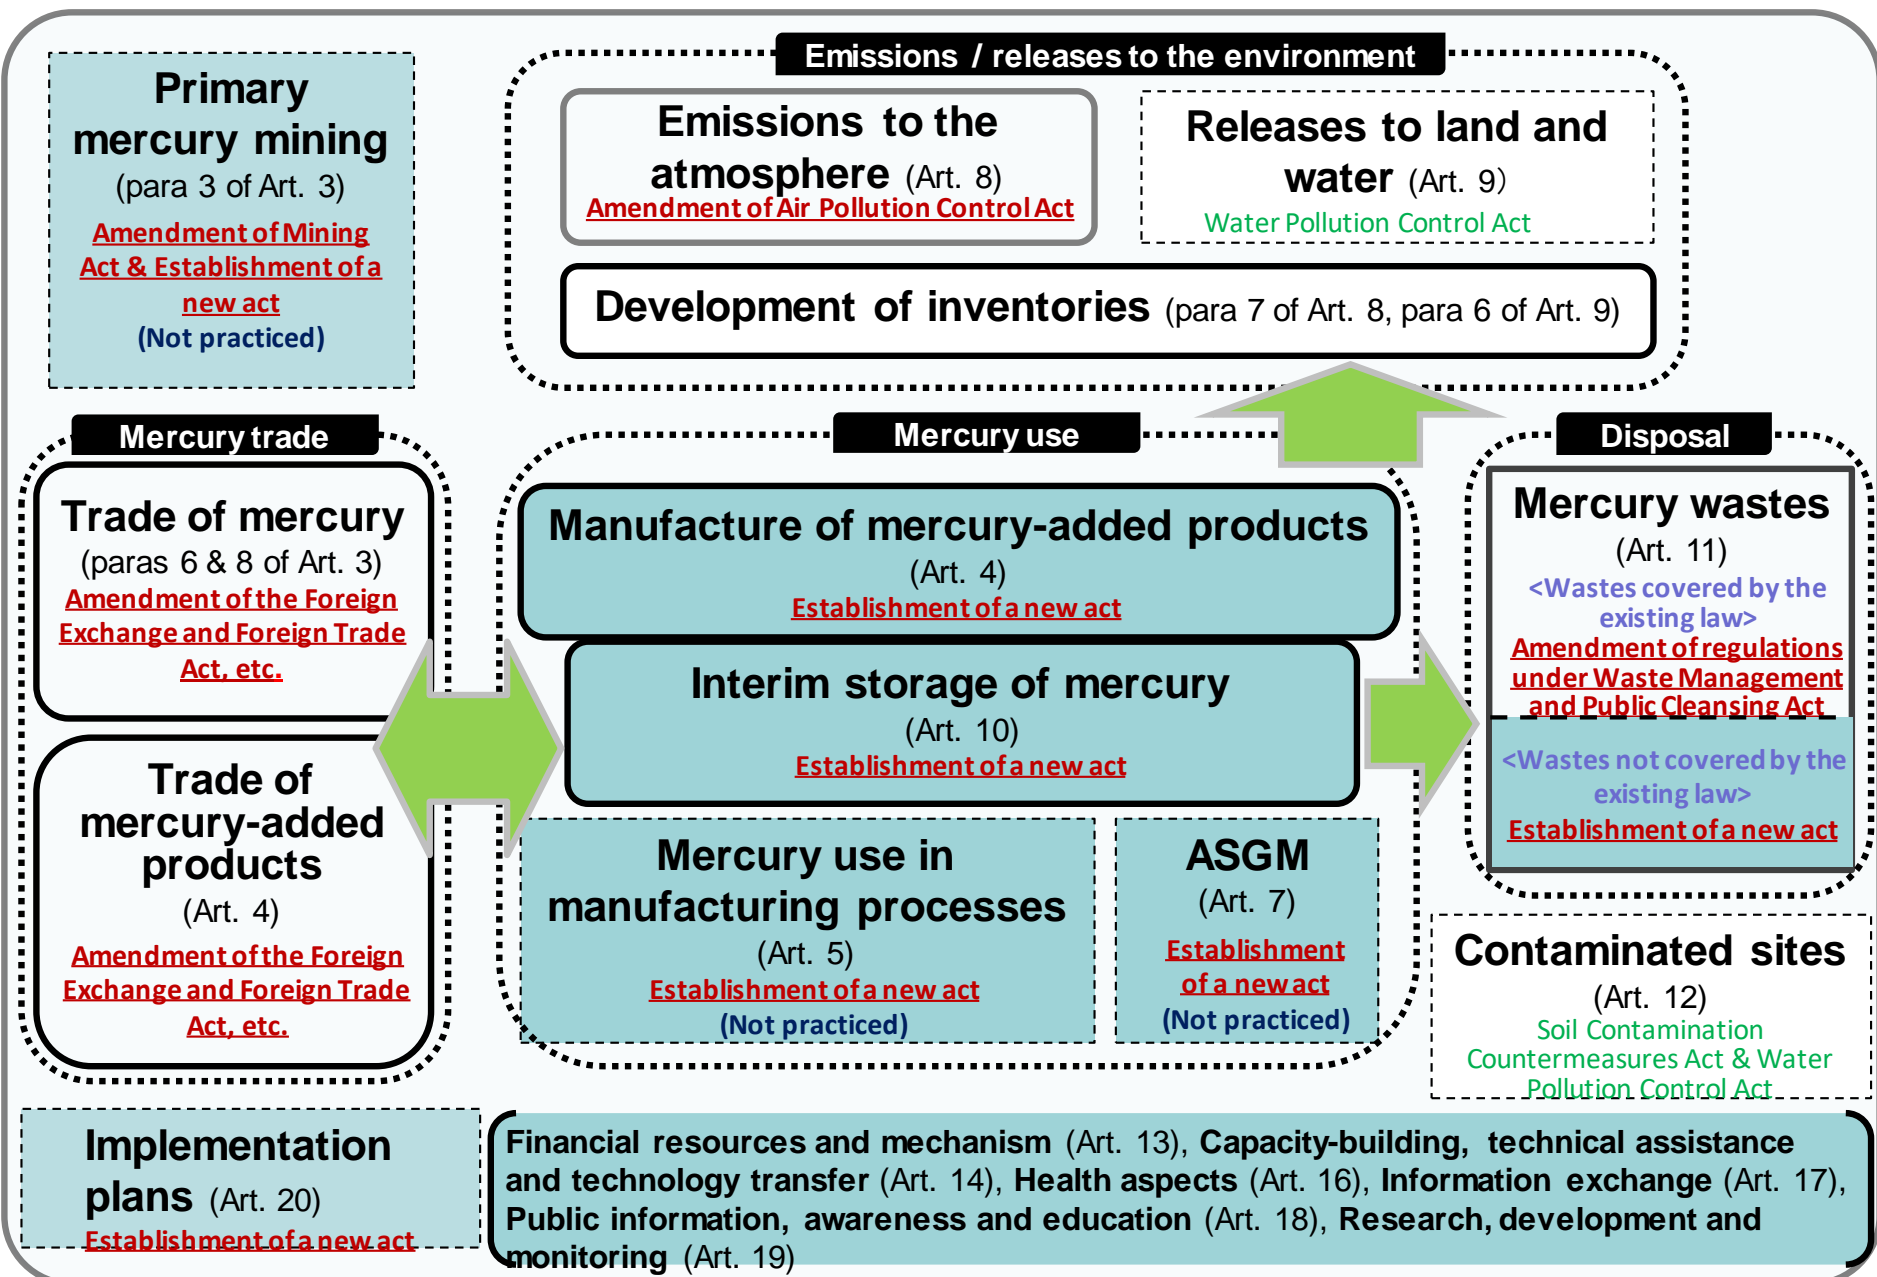 Primary
mercury mining
(para 3 of Art. 3)
Amendment of Mining
Act & Establishment of a
new act
(Not practiced)
Emissions / releases to the environment
Emissions to the
atmosphere (Art. 8)
Amendment of Air Pollution Control Act
Releases to land and
water (Art. 9)
Water Pollution Control Act
Development of inventories (para 7 of Art. 8, para 6 of Art. 9)
Mercury trade
Trade of mercury
(paras 6 & 8 of Art. 3)
Amendment of the Foreign
Exchange and Foreign Trade
Act, etc.
Trade of
mercury-added
products
(Art. 4)
Amendment of the Foreign
Exchange and Foreign Trade
Act, etc.
Mercury use
Manufacture of mercury-added products
(Art. 4)
Establishment of a new act
Interim storage of mercury
(Art. 10)
Establishment of a new act
Mercury use in
manufacturing processes
(Art. 5)
Establishment of a new act
(Not practiced)
ASGM
(Art. 7)
Establishment
of a new act
(Not practiced)
Disposal
Mercury wastes
(Art. 11)
<Wastes covered by the
existing law>
Amendment of regulations
under Waste Management
and Public Cleansing Act
<Wastes not covered by the
existing law>
Establishment of a new act
Contaminated sites
(Art. 12)
Soil Contamination
Countermeasures Act & Water
Pollution Control Act
Implementation
plans (Art. 20)
Establishment of a new act
Financial resources and mechanism (Art. 13), Capacity-building, technical assistance
and technology transfer (Art. 14), Health aspects (Art. 16), Information exchange (Art. 17),
Public information, awareness and education (Art. 18), Research, development and
monitoring (Art. 19)